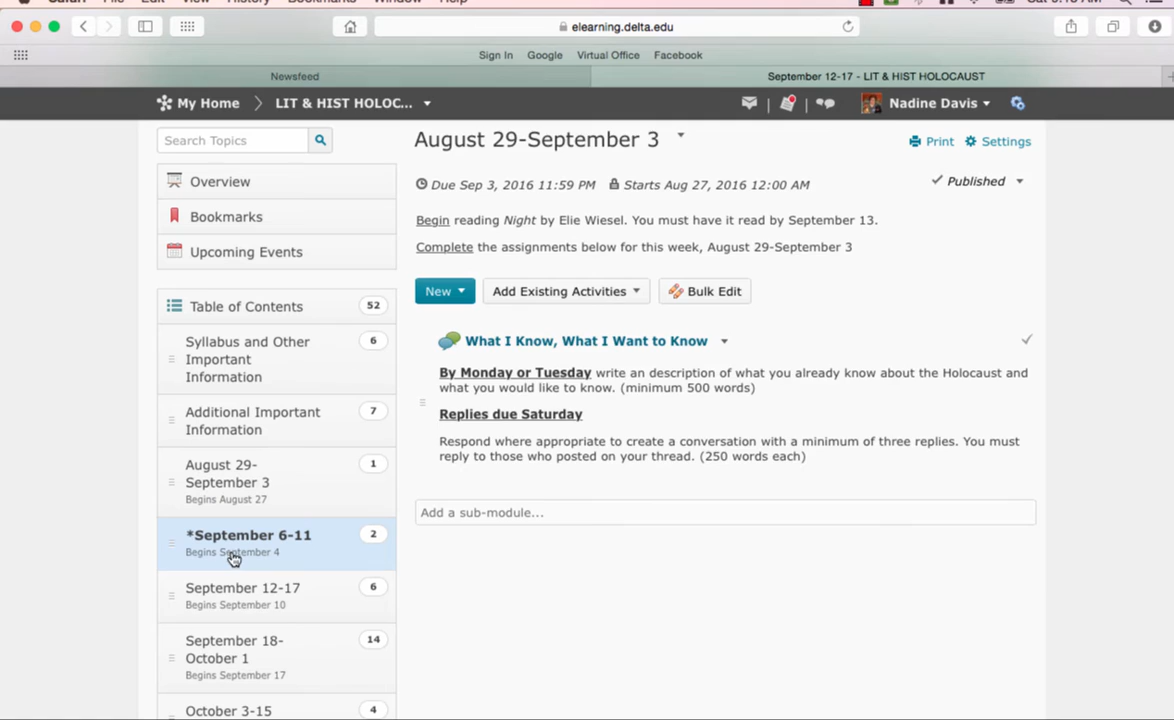 elearning.delta.edu
Sign In Google Virtual Office Facebook
Newsfeed
September 12-17 - LIT & HIST HOLOCAUST
My Home
LIT & HIST HOLOC...
Nadine Davis
Search Topics
Overview
Bookmarks
Upcoming Events
Table of Contents 52
Syllabus and Other 6
Important
Information
Additional Important 7
Information
August 29- 1
September 3
Begins August 27
*September 6-11 2
Begins September 4
September 12-17 6
Begins September 10
September 18- 14
October 1
Begins September 17
October 3-15 4
August 29-September 3
Print Settings
Due Sep 3, 2016 11:59 PM Starts Aug 27, 2016 12:00 AM
Published
Begin reading Night by Elie Wiesel. You must have it read by September 13.
Complete the assignments below for this week, August 29-September 3
New Add Existing Activities Bulk Edit
What I Know, What I Want to Know
By Monday or Tuesday write an description of what you already know about the Holocaust and
what you would like to know. (minimum 500 words)
Replies due Saturday
Respond where appropriate to create a conversation with a minimum of three replies. You must
reply to those who posted on your thread. (250 words each)
Add a sub-module...